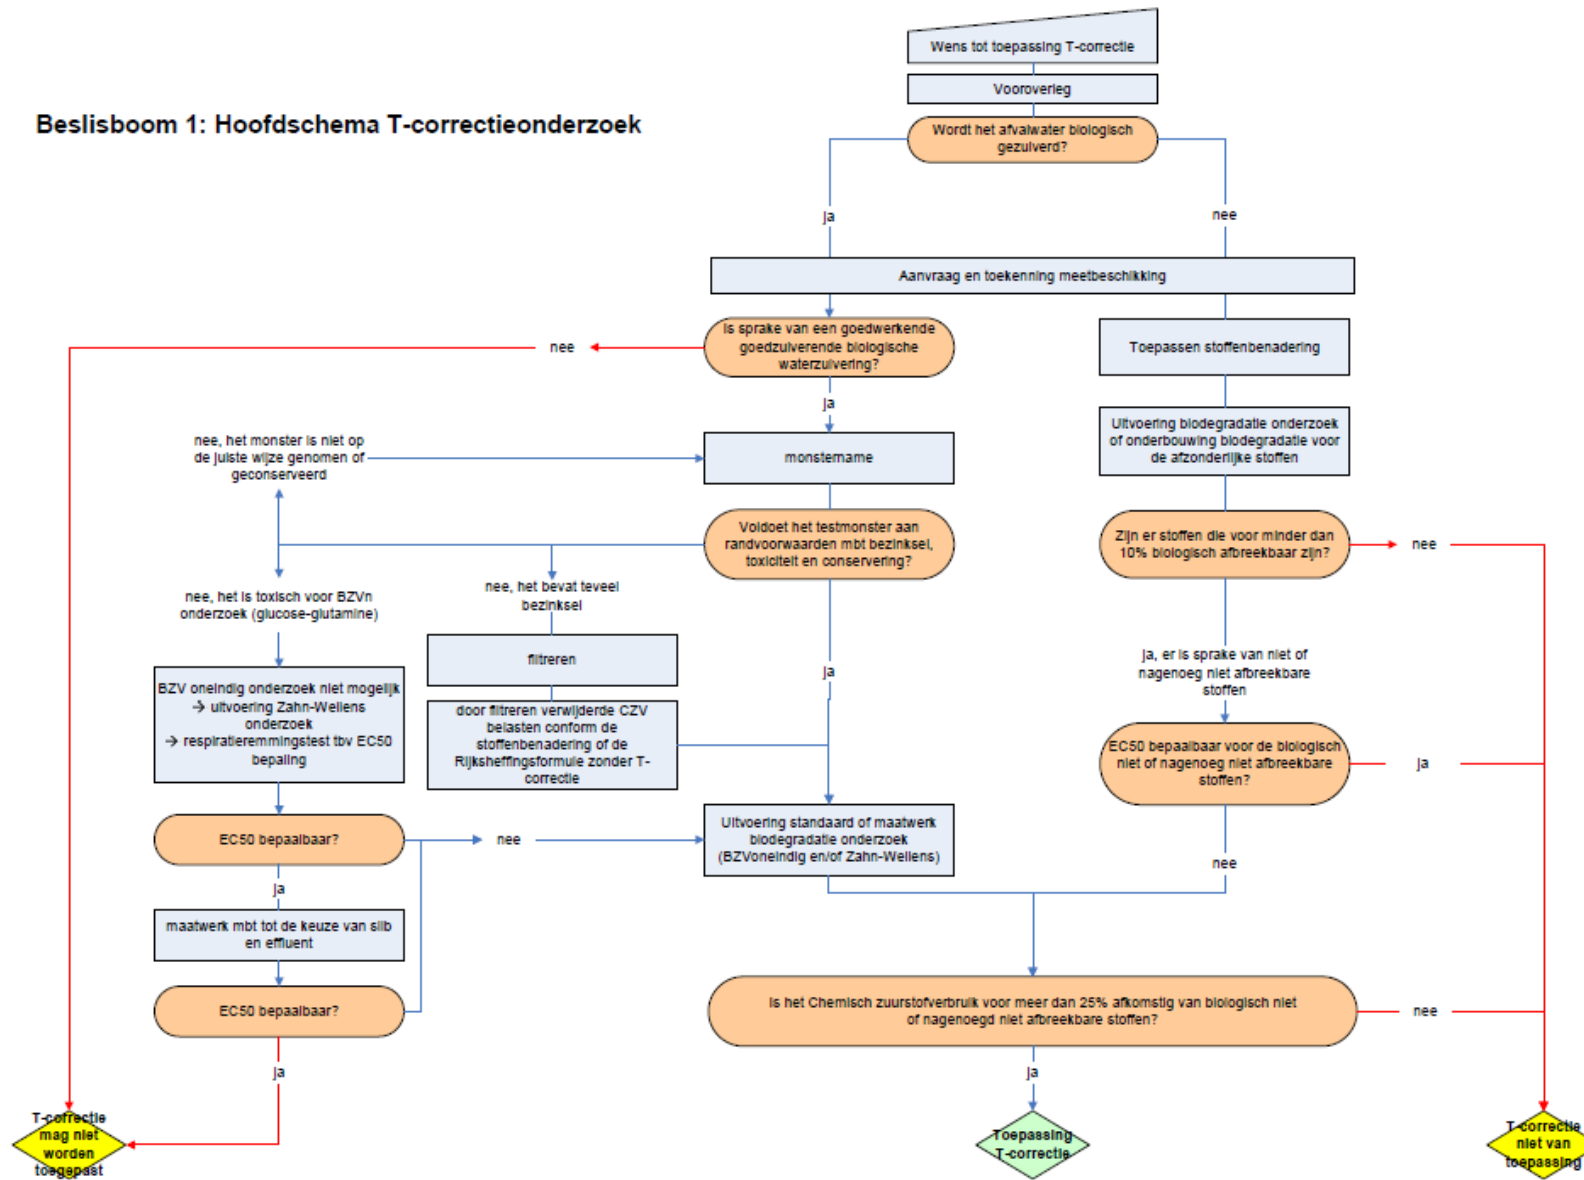 Wens tot toepassing T-correctie
Vooroverleg
Beslisboom 1: Hoofdschema T-correctieonderzoek
Wordt het afvalwater biologisch
gezuiverd?
ja
nee
Aanvraag en toekenning meetbeschikking
Is sprake van een goedwerkende
goedzuiverende biologische
waterzuivering?
nee
Toepassen stoffenbenadering
ja
Uitvoering biodegradatie onderzoek
of onderbouwing biodegradatie voor
de afzonderlijke stoffen
nee, het monster is niet op
de juiste wijze genomen of
geconserveerd
monstername
Voldoet het testmonster aan
randvoorwaarden mbt bezinksel,
toxiciteit en conservering?
Zijn er stoffen die voor minder dan
10% biologisch afbreekbaar zijn?
nee
nee, het is toxisch voor BZVn
onderzoek (glucose-glutamine)
nee, het bevat teveel
bezinksel
filtreren
ja
ja, er is sprake van niet of
nagenoeg niet afbreekbare
stoffen
BZV oneindig onderzoek niet mogelijk
→ uitvoering Zahn-Wellens
onderzoek
→ respiratieremmingstest tbv EC50
bepaling
door filtreren verwijderde CZV
belasten conform de
stoffenbenadering of de
Rijksheffingsformule zonder T-
correctie
EC50 bepaalbaar voor de biologisch
niet of nagenoeg niet afbreekbare
stoffen?
ja
EC50 bepaalbaar?
nee
Uitvoering standaard of maatwerk
biodegradatie onderzoek
(BZVoneindig en/of Zahn-Wellens)
nee
ja
maatwerk mbt tot de keuze van slib
en effluent
EC50 bepaalbaar?
Is het Chemisch zuurstofverbruik voor meer dan 25% afkomstig van biologisch niet
of nagenoegd niet afbreekbare stoffen?
nee
ja
ja
T-correctie
mag niet
worden
toegepast
Toepassing
T-correctie
T-correctie
niet van
toepassing